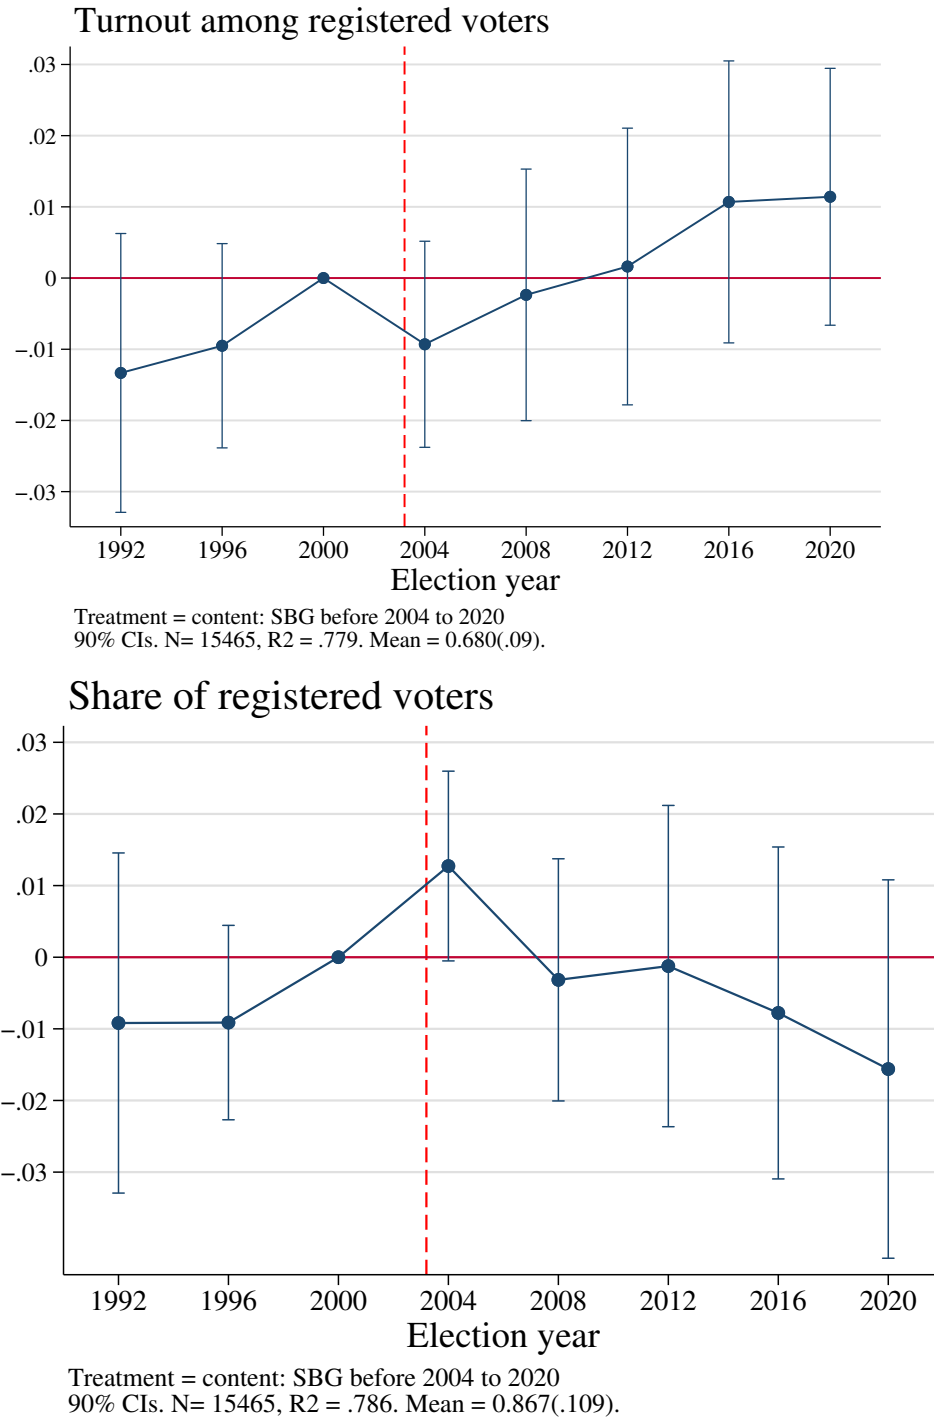 Turnout among registered voters
.03
.02
.01
0
−.01
−.02
−.03
1992 1996 2000 2004 2008 2012 2016 2020
Election year
Treatment = content: SBG before 2004 to 2020
90% CIs. N= 15465, R2 = .779. Mean = 0.680(.09).
Share of registered voters
.03
.02
.01
0
−.01
−.02
−.03
1992 1996 2000 2004 2008 2012 2016 2020
Election year
Treatment = content: SBG before 2004 to 2020
90% CIs. N= 15465, R2 = .786. Mean = 0.867(.109).